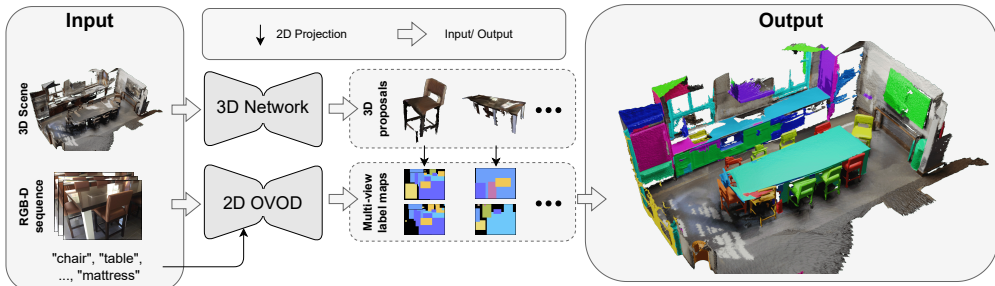 Input
2D Projection
Input/ Output
Output
3D Scene
3D Network
3D
proposals
RGB-D
sequence
2D OVOD
Multi-view
label maps
"chair", "table",
..., "mattress"